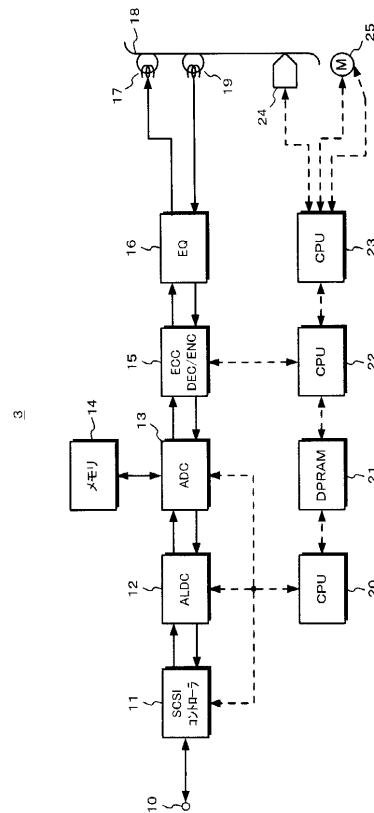 3
10
11
SCSI
コントローラ
12
ALDC
13
ADC
14
メモリ
15
ECC
DEC/ENC
16
EQ
17
18
19
20
CPU
21
DPRAM
22
CPU
23
CPU
24
M
25